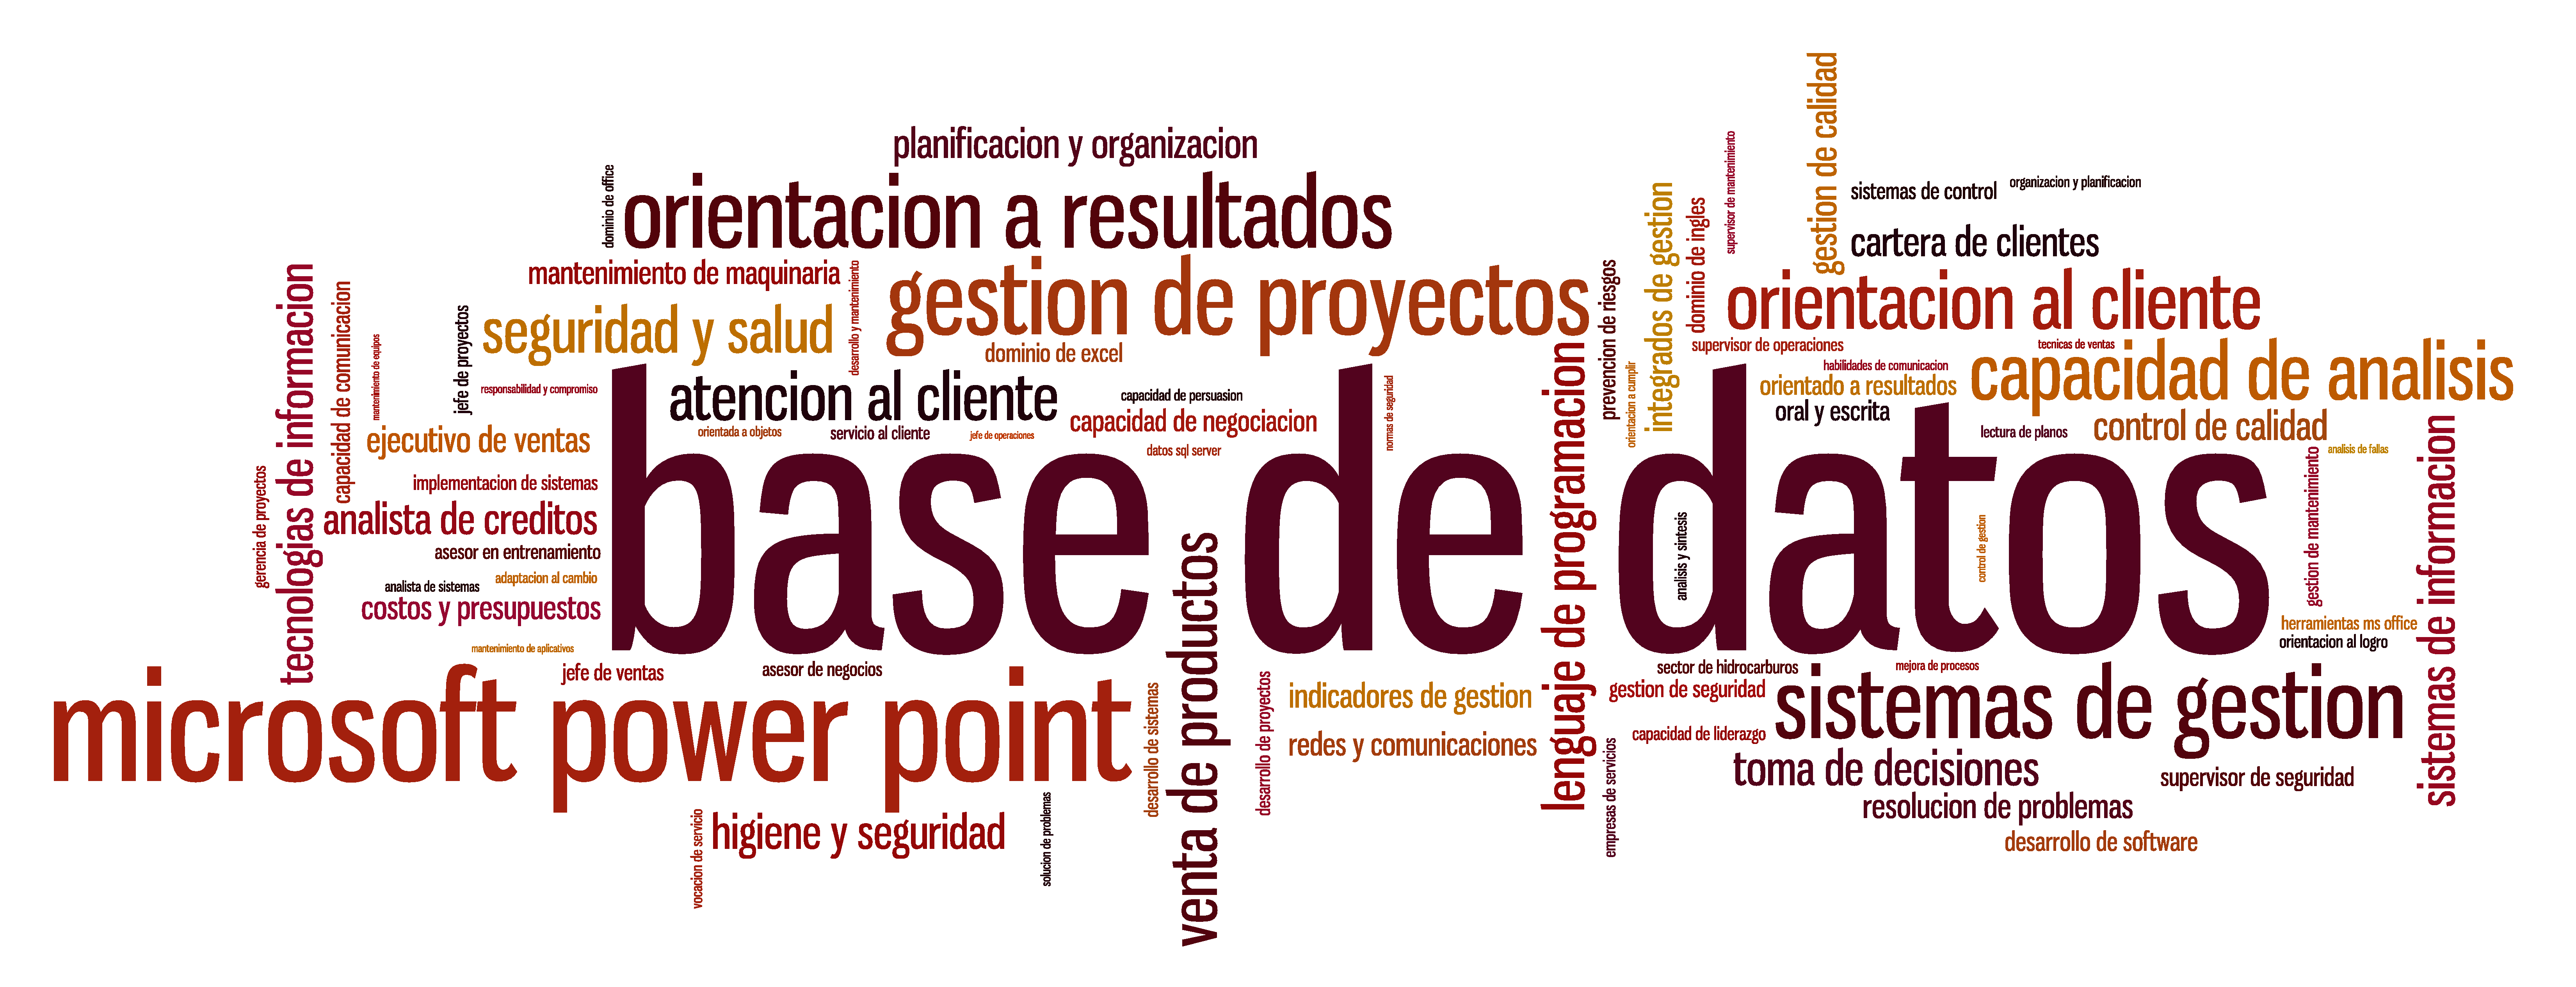 gestion de calidad
planificacion y organizacion
supervisor de mantenimiento
dominio de office
orientacion a resultados
integrados de gestion
dominio de ingles
sistemas de control
organizacion y planificacion
cartera de clientes
tecnologias de informacion
capacidad de comunicacion
mantenimiento de maquinaria
desarrollo y mantenimiento
gestion de proyectos
prevencion de riesgos
orientacion al cliente
mantenimiento de equipos
jefe de proyectos
seguridad y salud
dominio de excel
supervisor de operaciones
tecnicas de ventas
capacidad de analisis
habilidades de comunicacion
orientado a resultados
orientacion a cumplir
responsabilidad y compromiso
atencion al cliente
capacidad de persuasion
normas de seguridad
oral y escrita
capacidad de negociacion
control de calidad
ejecutivo de ventas
orientada a objetos
servicio al cliente
jefe de operaciones
lectura de planos
datos sql server
analisis de fallas
lenguaje de programacion
base de datos
sistemas de informacion
gestion de mantenimiento
gerencia de proyectos
implementacion de sistemas
analista de creditos
analisis y sintesis
control de gestion
asesor en entrenamiento
venta de productos
adaptacion al cambio
analista de sistemas
costos y presupuestos
herramientas ms office
orientacion al logro
mantenimiento de aplicativos
jefe de ventas
asesor de negocios
sector de hidrocarburos
mejora de procesos
microsoft power point
desarrollo de sistemas
desarrollo de proyectos
indicadores de gestion
gestion de seguridad
sistemas de gestion
redes y comunicaciones
capacidad de liderazgo
empresas de servicios
toma de decisiones
supervisor de seguridad
resolucion de problemas
vocacion de servicio
higiene y seguridad
solucion de problemas
desarrollo de software